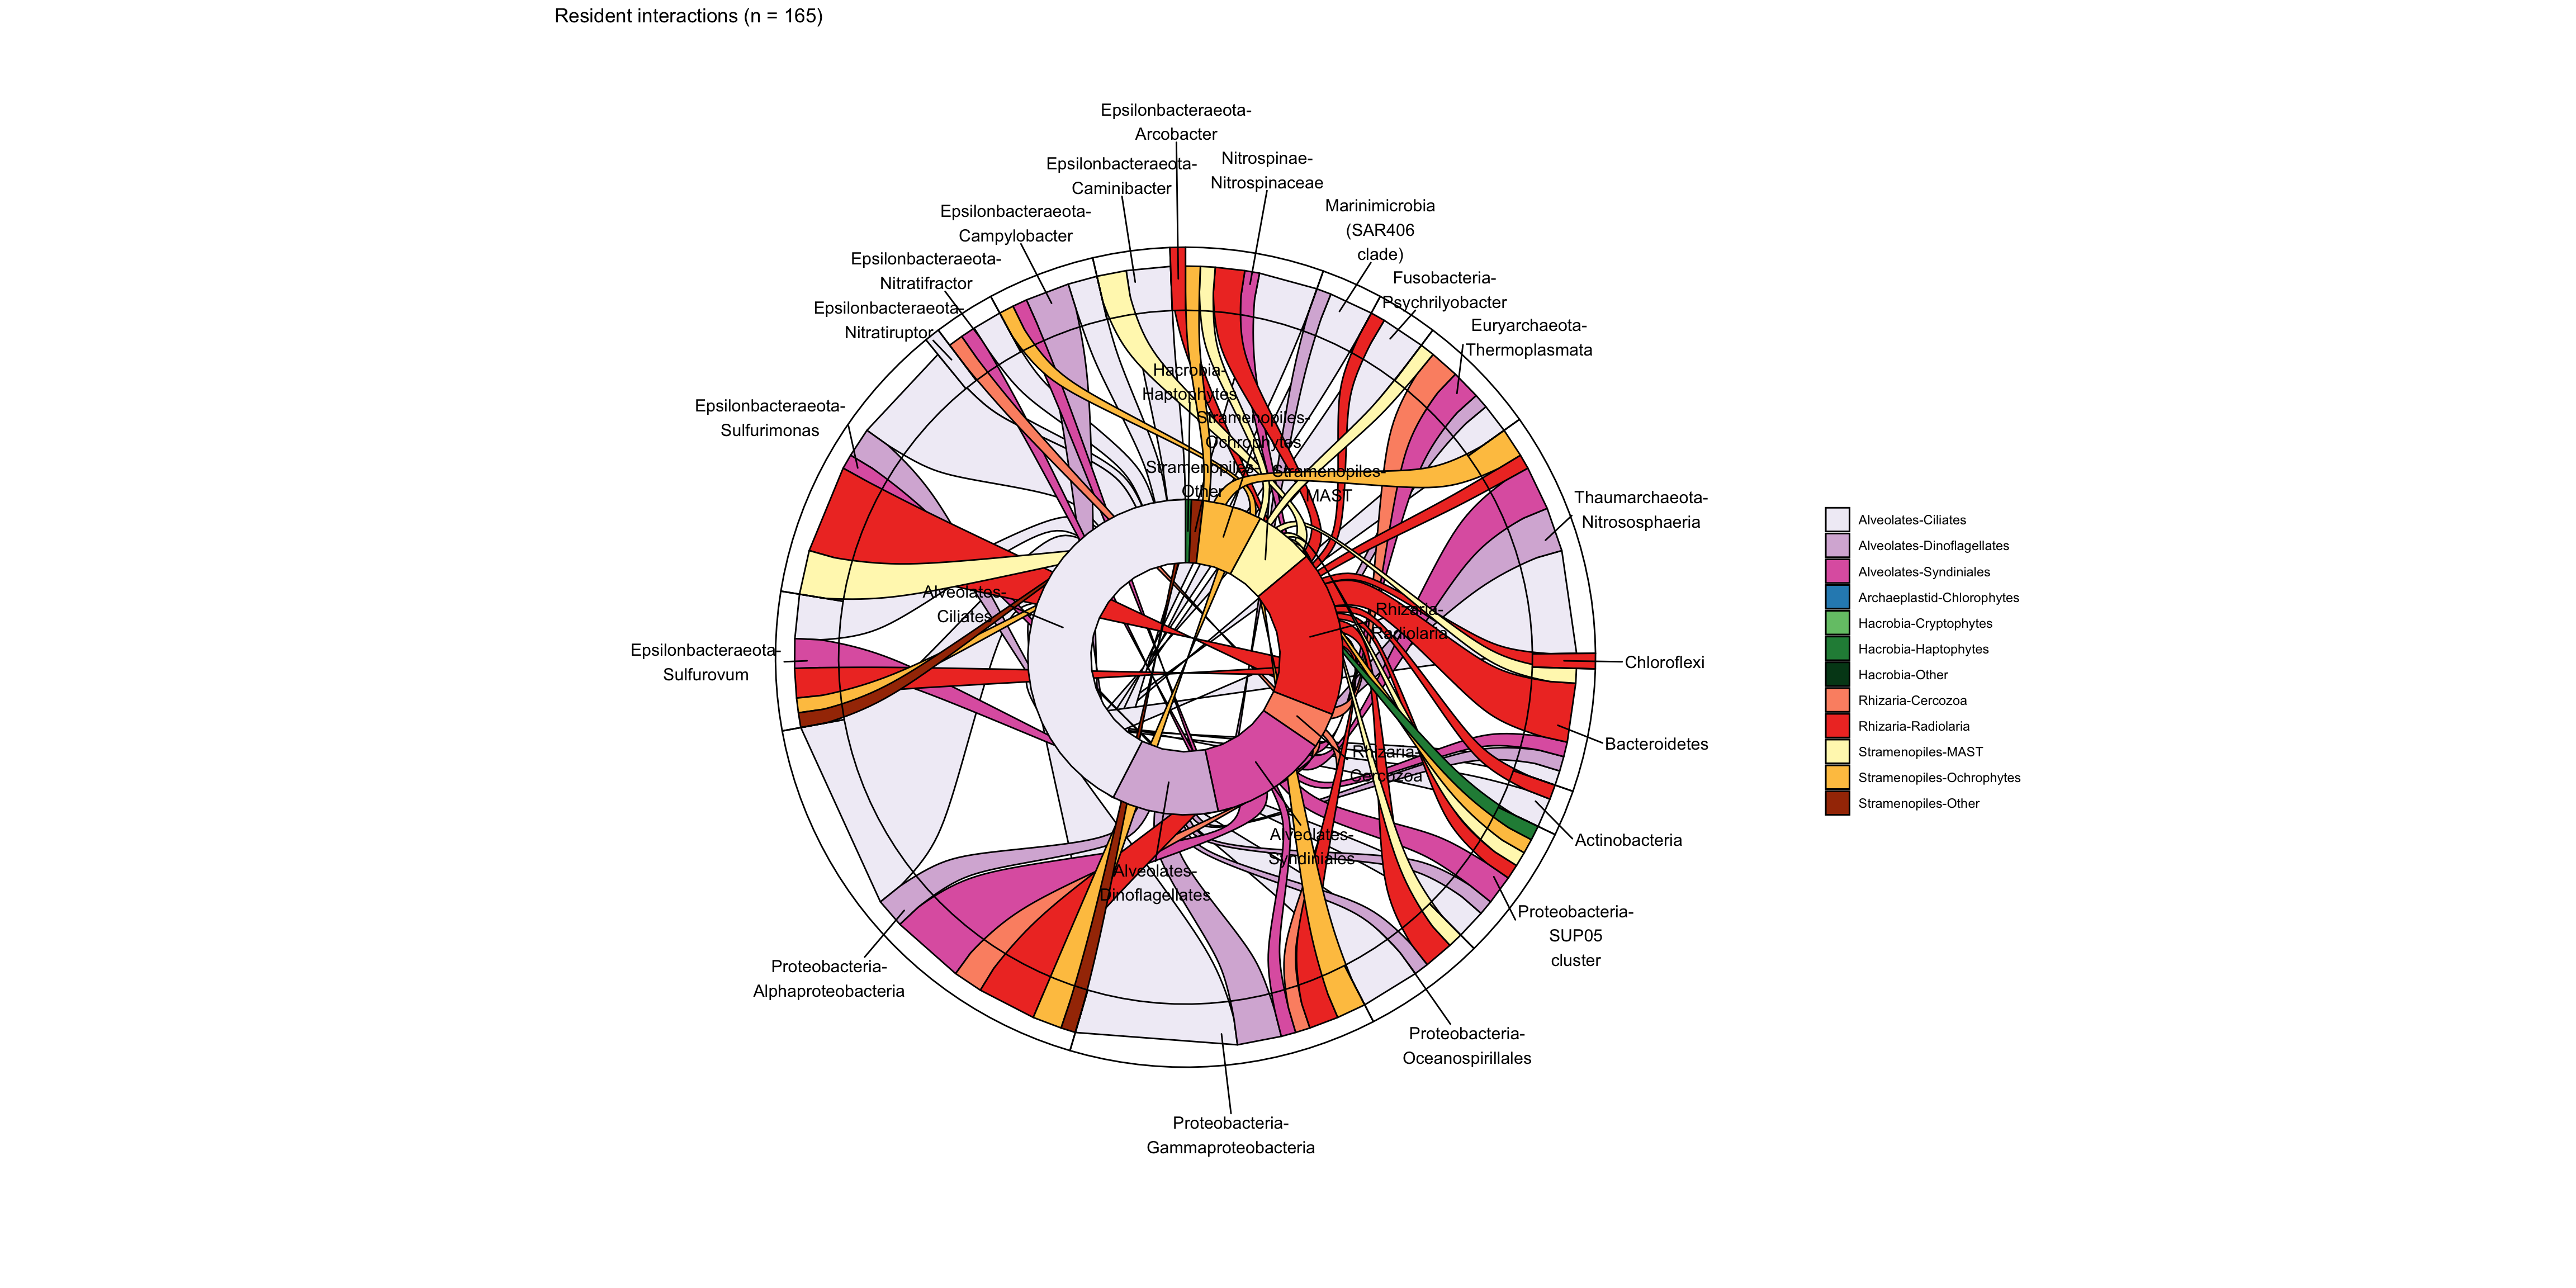 Resident interactions (n = 165)
Epsilonbacteraeota-
Arcobacter
Epsilonbacteraeota-
Caminibacter
Nitrospinae-
Nitrospinaceae
Epsilonbacteraeota-
Campylobacter
Marinimicrobia
(SAR406
clade)
Epsilonbacteraeota-
Nitratifractor
Fusobacteria-
Psychrilyobacter
Epsilonbacteraeota-
Nitratiruptor
Euryarchaeota-
Thermoplasmata
Hacrobia-
Haptophytes
Epsilonbacteraeota-
Sulfurimonas
Stramenopiles-
Ochrophytes
Stramenopiles-
Other
Stramenopiles-
MAST
Thaumarchaeota-
Nitrososphaeria
Alveolates-
Ciliates
Rhizaria-
Radiolaria
Epsilonbacteraeota-
Sulfurovum
Chloroflexi
Bacteroidetes
Rhizaria-
Cercozoa
Actinobacteria
Alveolates-
Syndiniales
Alveolates-
Dinoflagellates
Proteobacteria-
SUP05
cluster
Proteobacteria-
Alphaproteobacteria
Proteobacteria-
Oceanospirillales
Proteobacteria-
Gammaproteobacteria
Alveolates-Ciliates
Alveolates-Dinoflagellates
Alveolates-Syndiniales
Archaeplastid-Chlorophytes
Hacrobia-Cryptophytes
Hacrobia-Haptophytes
Hacrobia-Other
Rhizaria-Cercozoa
Rhizaria-Radiolaria
Stramenopiles-MAST
Stramenopiles-Ochrophytes
Stramenopiles-Other